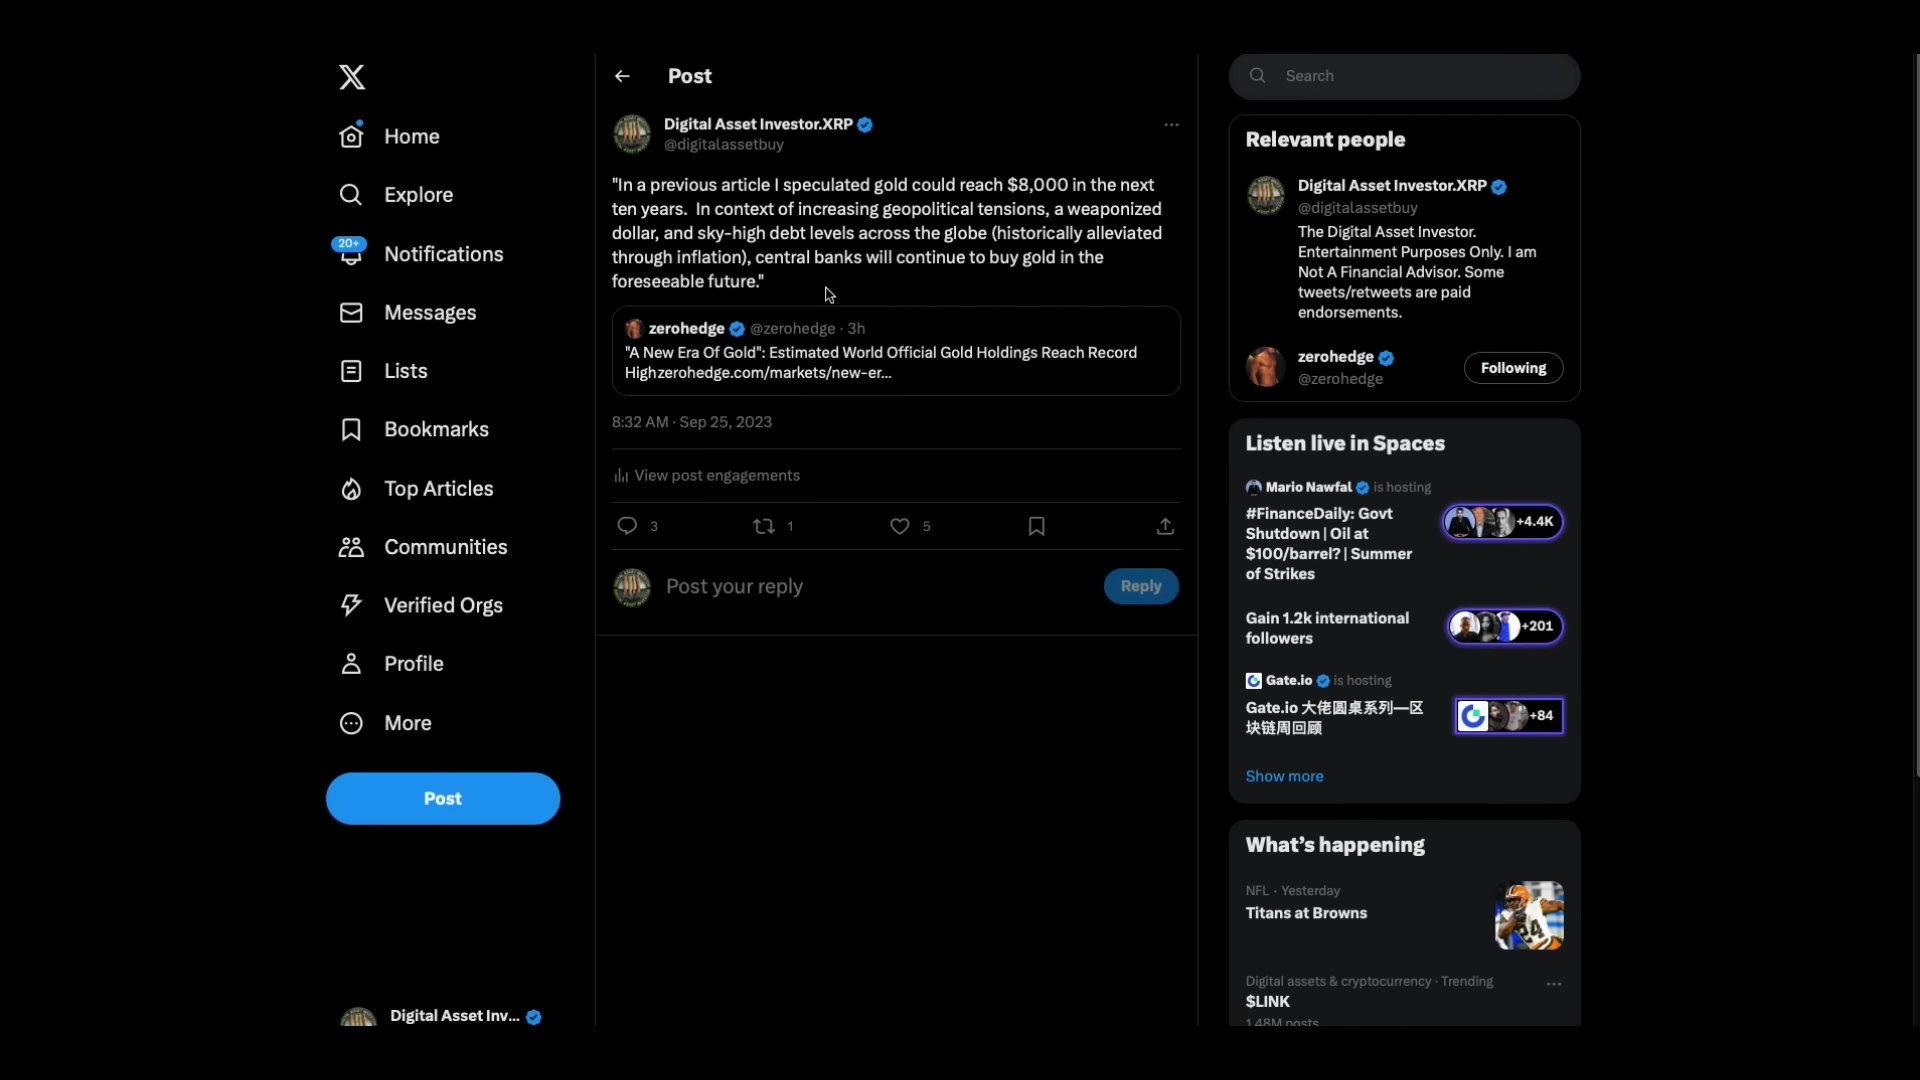 Home
Explore
20+
Notifications
Messages
Lists
Bookmarks
Top Articles
Communities
Verified Orgs
Profile
More
Post
Digital Asset Inv...
Post
Digital Asset Investor.XRP
@digitalassetbuy
"In a previous article I speculated gold could reach $8,000 in the next
ten years.  In context of increasing geopolitical tensions, a weaponized
dollar, and sky-high debt levels across the globe (historically alleviated
through inflation), central banks will continue to buy gold in the
foreseeable future."
zerohedge @zerohedge · 3h
"A New Era Of Gold": Estimated World Official Gold Holdings Reach Record
Highzerohedge.com/markets/new-er...
8:32 AM · Sep 25, 2023
View post engagements
3 1 5
Post your reply
Reply
Search
Relevant people
Digital Asset Investor.XRP
@digitalassetbuy
The Digital Asset Investor.
Entertainment Purposes Only. I am
Not A Financial Advisor. Some
tweets/retweets are paid
endorsements.
zerohedge
@zerohedge
Following
Listen live in Spaces
Mario Nawfal is hosting
#FinanceDaily: Govt
Shutdown | Oil at
$100/barrel? | Summer
of Strikes
+4.4K
Gain 1.2k international
followers
+201
Gate.io is hosting
Gate.io 大佬圆桌系列—区
块链周回顾
+84
Show more
What's happening
NFL · Yesterday
Titans at Browns
24
Digital assets & cryptocurrency · Trending
$LINK
1.48M posts